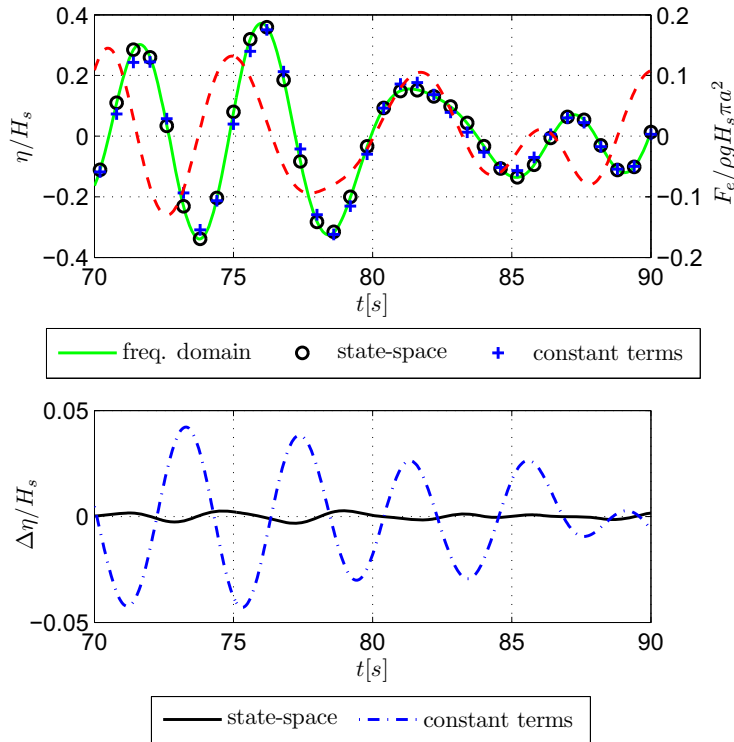 0.4
0.2
0
−0.2
−0.4
η/H_s
0.2
0.1
0
−0.1
−0.2
F_e/ρgH_sπa²
70
75
80
85
90
t[s]
freq. domain
state-space
constant terms
0.05
0
−0.05
Δη/H_s
70
75
80
85
90
t[s]
state-space
constant terms